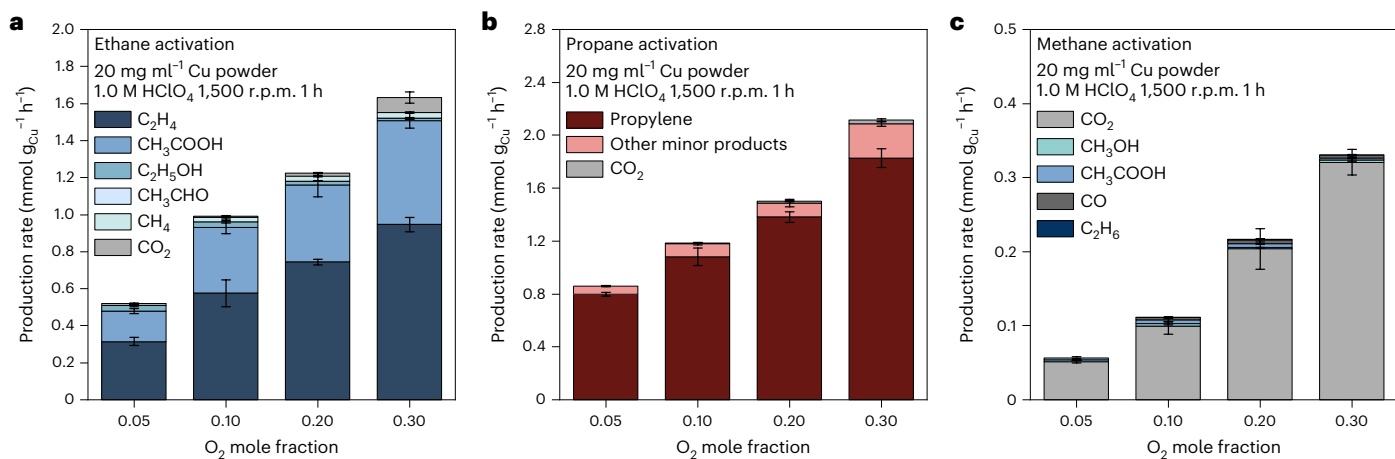 a
Ethane activation
20 mg ml⁻¹ Cu powder
1.0 M HClO₄ 1,500 r.p.m. 1 h
C₂H₄
CH₃COOH
C₂H₅OH
CH₃CHO
CH₄
CO₂
Production rate (mmol g_Cu⁻¹ h⁻¹)
2.0
1.8
1.6
1.4
1.2
1.0
0.8
0.6
0.4
0.2
0
0.05 0.10 0.20 0.30
O₂ mole fraction
b
Propane activation
20 mg ml⁻¹ Cu powder
1.0 M HClO₄ 1,500 r.p.m. 1 h
Propylene
Other minor products
CO₂
Production rate (mmol g_Cu⁻¹ h⁻¹)
2.8
2.4
2.0
1.6
1.2
0.8
0.4
0
0.05 0.10 0.20 0.30
O₂ mole fraction
c
Methane activation
20 mg ml⁻¹ Cu powder
1.0 M HClO₄ 1,500 r.p.m. 1 h
CO₂
CH₃OH
CH₃COOH
CO
C₂H₆
Production rate (mmol g_Cu⁻¹ h⁻¹)
0.5
0.4
0.3
0.2
0.1
0
0.05 0.10 0.20 0.30
O₂ mole fraction